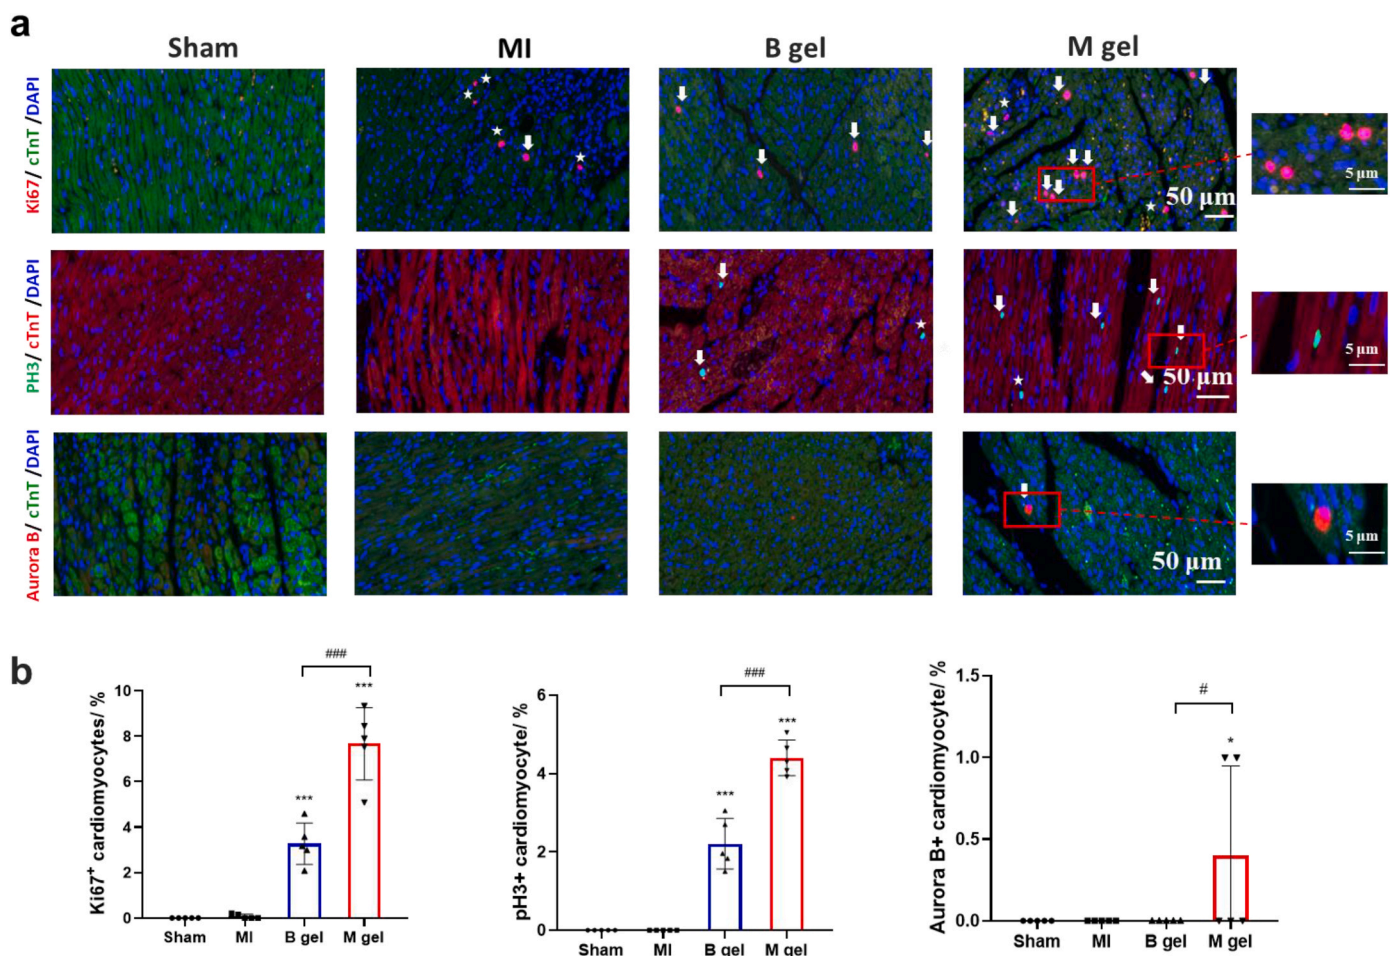 a
Sham
MI
B gel
M gel
Ki67/ cTnT /DAPI
50 μm
5 μm
PH3/ cTnT /DAPI
50 μm
5 μm
Aurora B/ cTnT /DAPI
50 μm
5 μm
b
Ki67+ cardiomyocytes/ %
10
8
6
4
2
0
***
###
***
Sham
MI
B gel
M gel
pH3+ cardiomyocyte/ %
6
4
2
0
***
###
***
Sham
MI
B gel
M gel
Aurora B+ cardiomyocyte/ %
1.5
1.0
0.5
0.0
#
*
Sham
MI
B gel
M gel